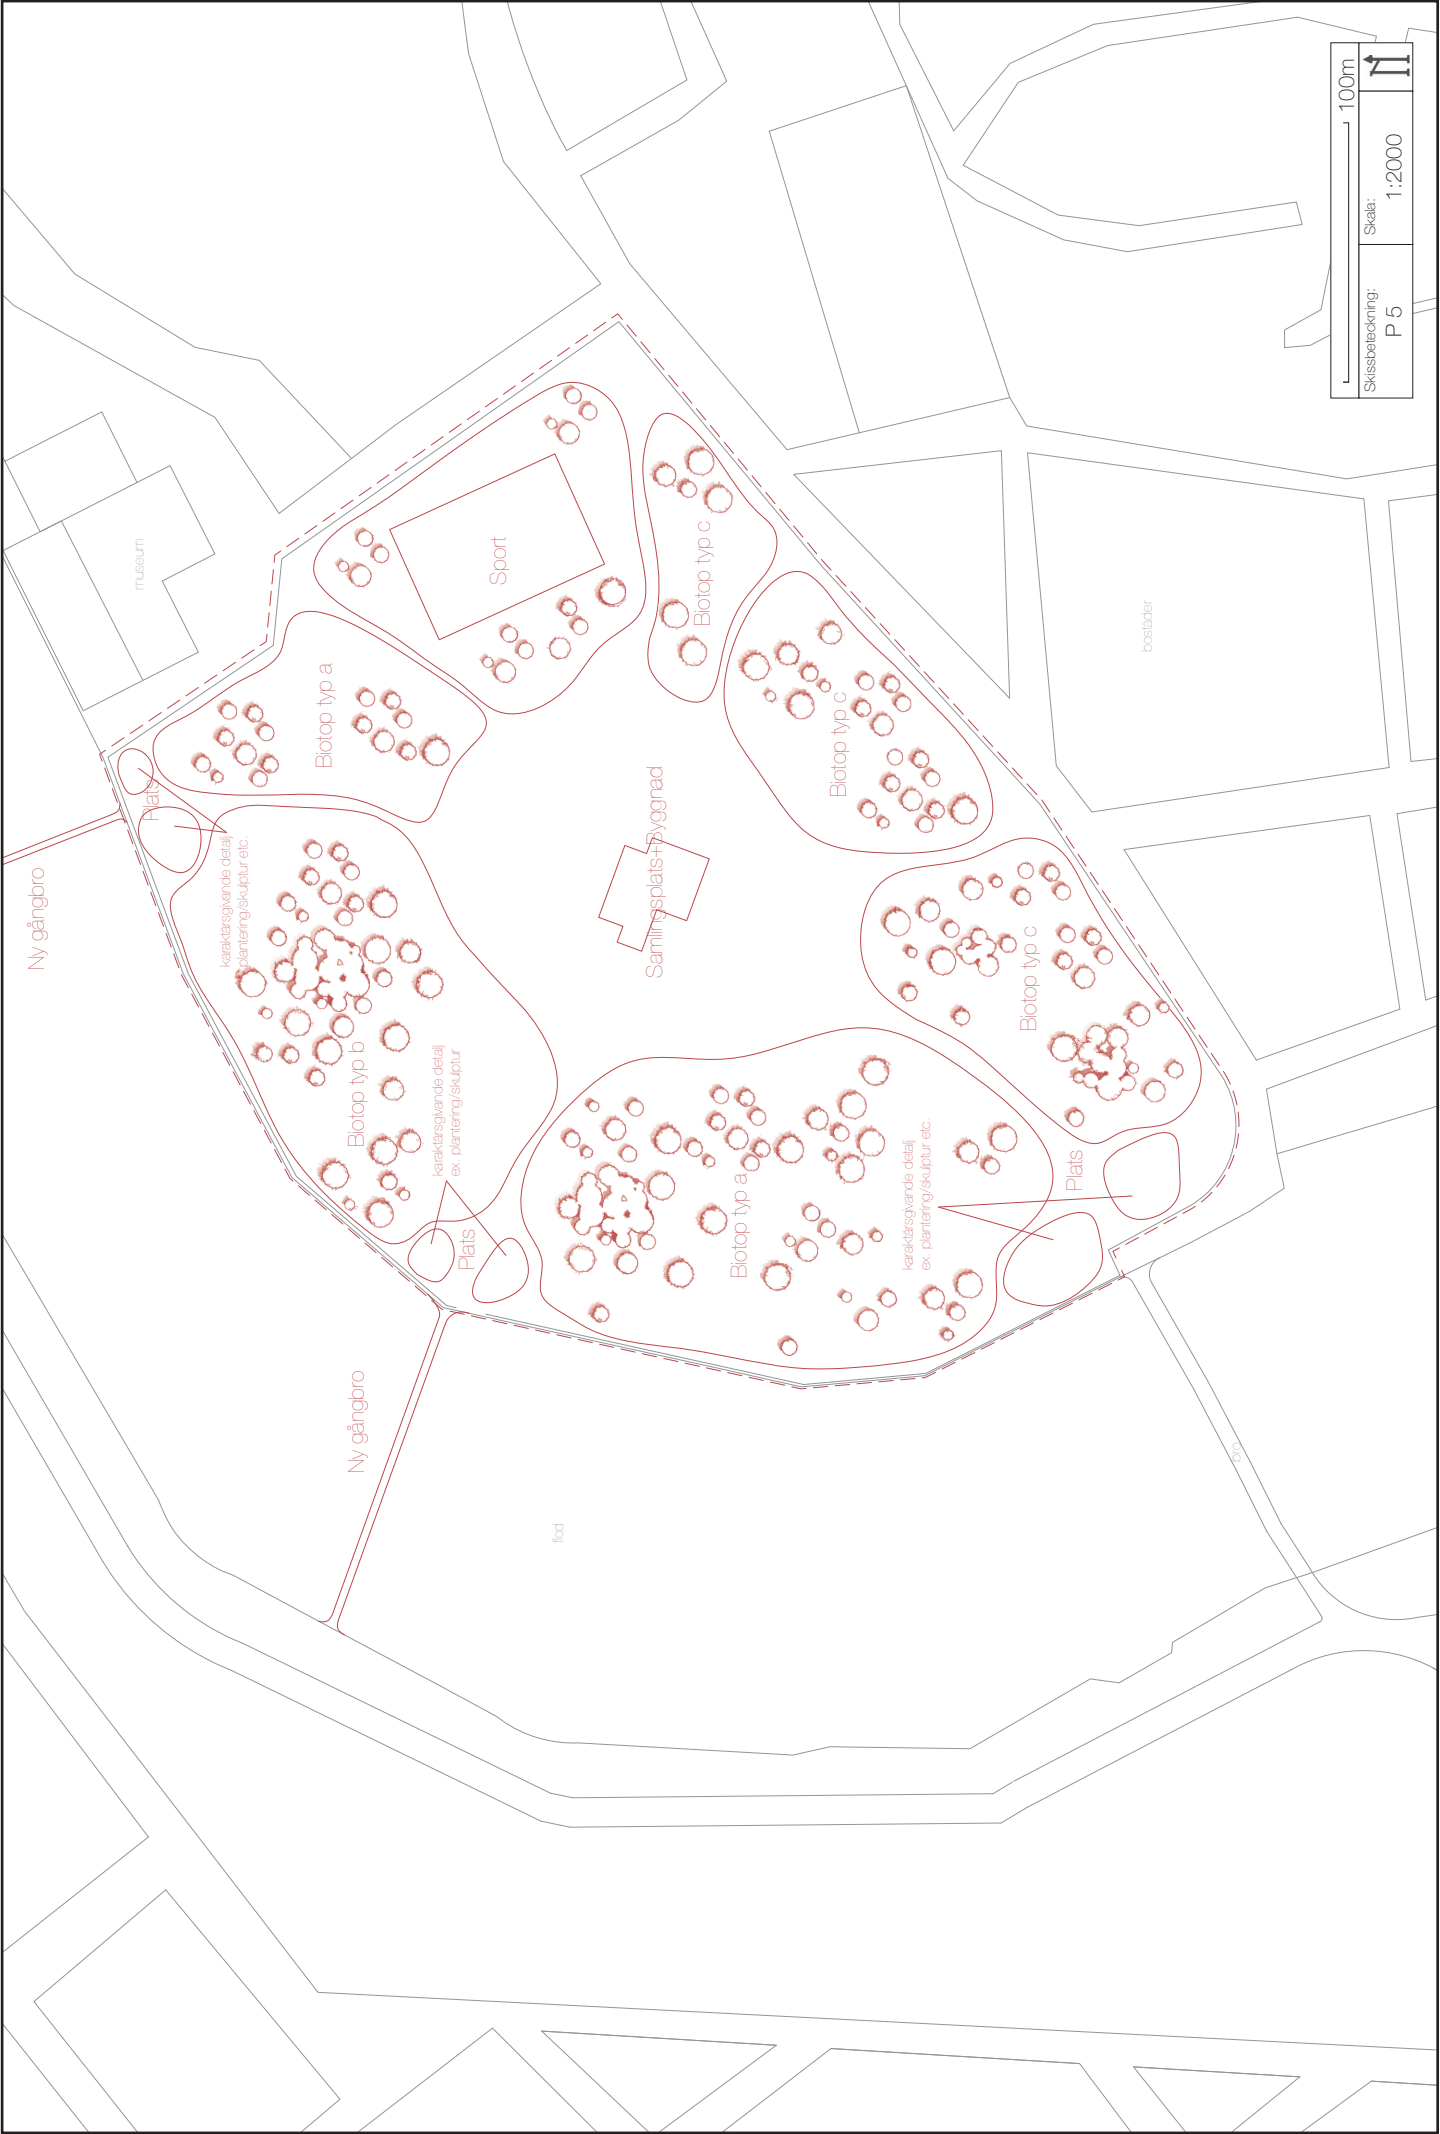 Ny gångbro
Plats
karaktärsgivande detalj
plantering/skulptur etc.
museum
Biotop typ a
Sport
Biotop typ b
karaktärsgivande detalj
ex. plantering/skulptur
Plats
Ny gångbro
flod
Samlingsplats+Byggnad
Biotop typ c
Biotop typ c
Biotop typ a
karaktärsgivande detalj
ex. plantering/skulptur etc.
Biotop typ c
Plats
bostäder
bro
100m
Skissbeteckning:
P 5
Skala:
1:2000